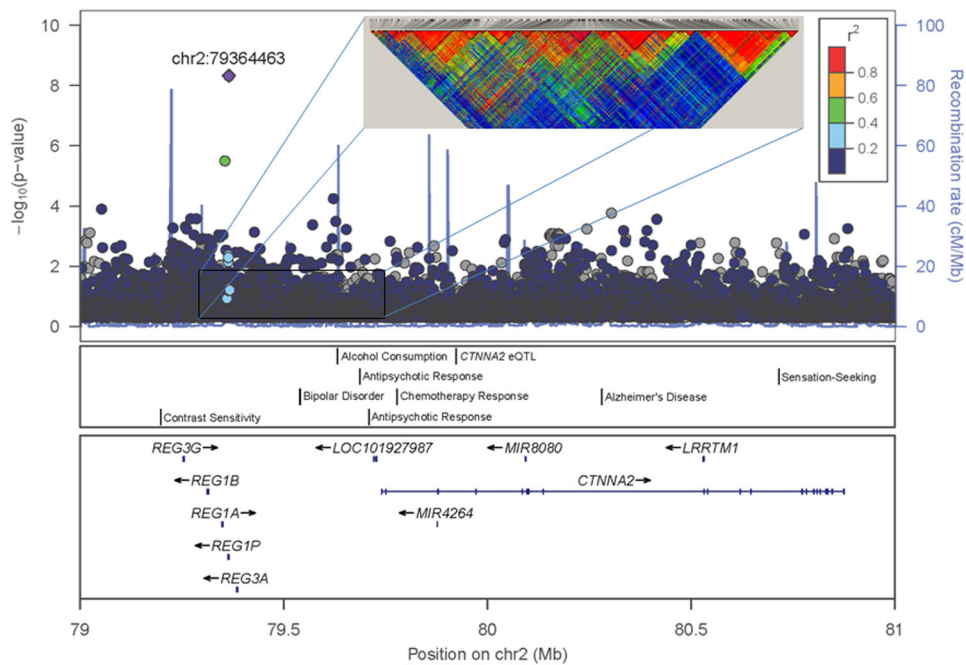 chr2:79364463
r²
0.8
0.6
0.4
0.2
−log₁₀(p−value)
10
8
6
4
2
0
Recombination rate (cM/Mb)
100
80
60
40
20
0
Alcohol Consumption
CTNNA2 eQTL
Antipsychotic Response
Sensation-Seeking
Bipolar Disorder
Chemotherapy Response
Alzheimer's Disease
Contrast Sensitivity
Antipsychotic Response
REG3G
LOC101927987
MIR8080
LRRTM1
REG1B
CTNNA2
REG1A
MIR4264
REG1P
REG3A
79
79.5
80
80.5
81
Position on chr2 (Mb)